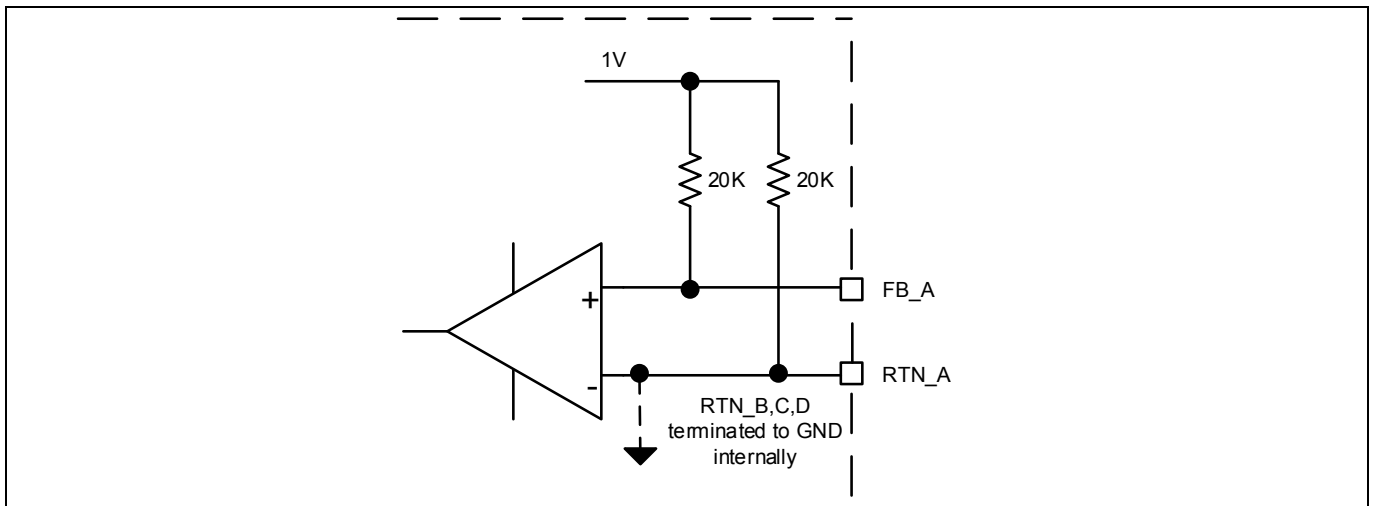 1V
20K
20K
+
FB_A
-
RTN_A
RTN_B,C,D
terminated to GND
internally